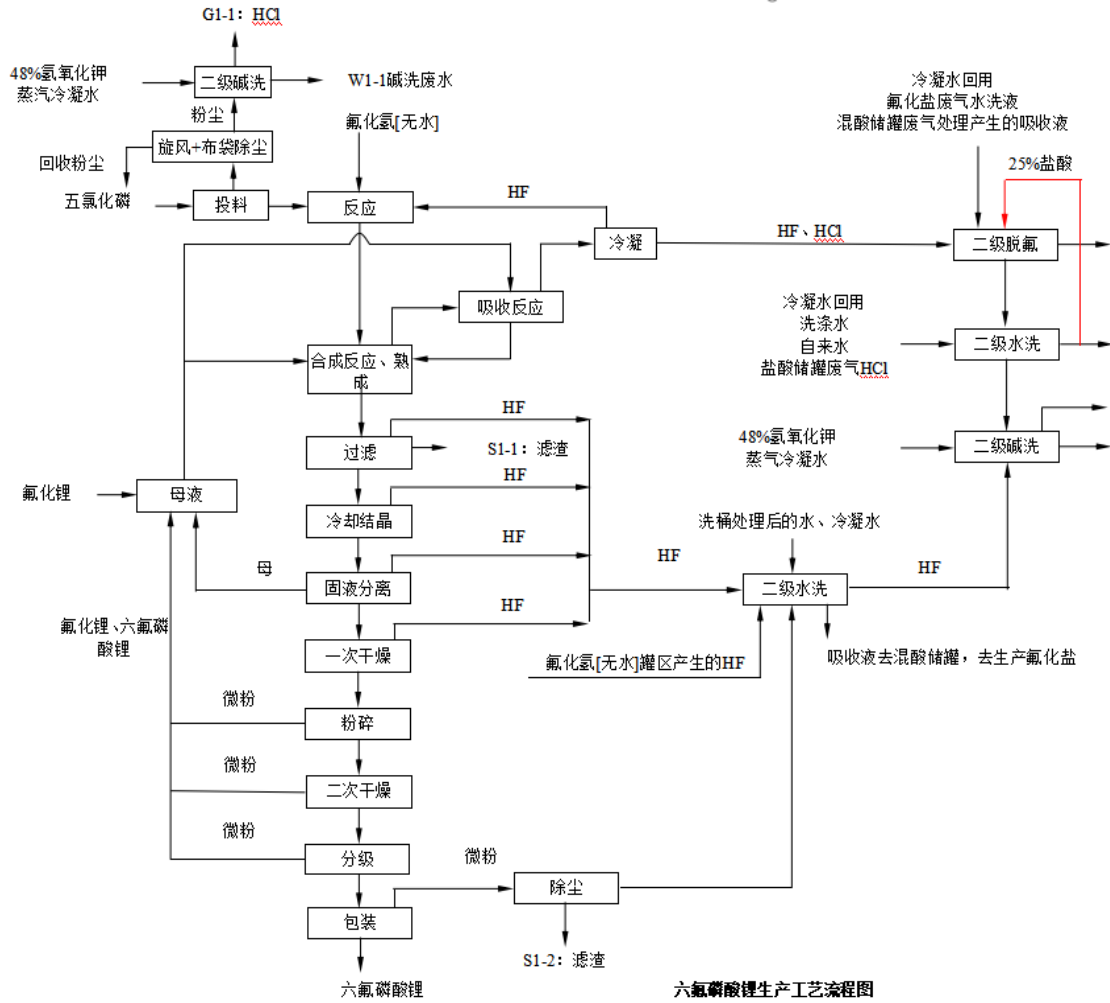 G1-1：HCl
48%氢氧化钾
蒸汽冷凝水
二级碱洗
W1-1碱洗废水
粉尘
旋风+布袋除尘
回收粉尘
五氯化磷
投料
氟化氢[无水]
反应
HF
冷凝
HF、HCl
冷凝水回用
氟化盐废气水洗液
混酸储罐废气处理产生的吸收液
25%盐酸
二级脱氟
吸收反应
冷凝水回用
洗涤水
自来水
盐酸储罐废气HCl
二级水洗
合成反应、熟
成
HF
过滤
S1-1：滤渣
48%氢氧化钾
蒸气冷凝水
二级碱洗
氟化锂
母液
HF
冷却结晶
洗桶处理后的水、冷凝水
母
HF
固液分离
HF
二级水洗
HF
氟化锂、六氟磷
酸锂
HF
一次干燥
氟化氢[无水]罐区产生的HF
吸收液去混酸储罐，去生产氟化盐
微粉
粉碎
微粉
二次干燥
微粉
分级
微粉
除尘
包装
S1-2：滤渣
六氟磷酸锂
六氟磷酸锂生产工艺流程图